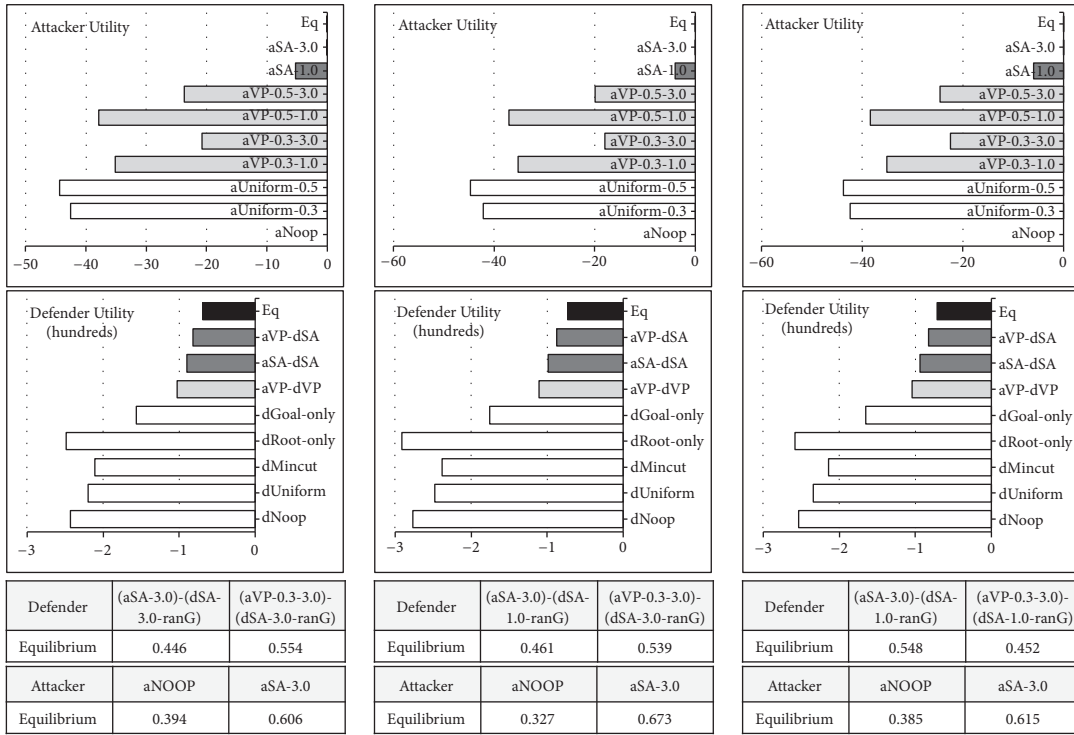 Attacker Utility
Eq
aSA-3.0
aSA-1.0
aVP-0.5-3.0
aVP-0.5-1.0
aVP-0.3-3.0
aVP-0.3-1.0
aUniform-0.5
aUniform-0.3
aNoop
−50 −40 −30 −20 −10 0
Defender Utility
(hundreds)
Eq
aVP-dSA
aSA-dSA
aVP-dVP
dGoal-only
dRoot-only
dMincut
dUniform
dNoop
−3 −2 −1 0
Defender (aSA-3.0)-(dSA-3.0-ranG) (aVP-0.3-3.0)-(dSA-3.0-ranG)
Equilibrium 0.446 0.554
Attacker aNOOP aSA-3.0
Equilibrium 0.394 0.606
Attacker Utility
Eq
aSA-3.0
aSA-1.0
aVP-0.5-3.0
aVP-0.5-1.0
aVP-0.3-3.0
aVP-0.3-1.0
aUniform-0.5
aUniform-0.3
aNoop
−60 −40 −20 0
Defender Utility
(hundreds)
Eq
aVP-dSA
aSA-dSA
aVP-dVP
dGoal-only
dRoot-only
dMincut
dUniform
dNoop
−3 −2 −1 0
Defender (aSA-3.0)-(dSA-1.0-ranG) (aVP-0.3-3.0)-(dSA-3.0-ranG)
Equilibrium 0.461 0.539
Attacker aNOOP aSA-3.0
Equilibrium 0.327 0.673
Attacker Utility
Eq
aSA-3.0
aSA-1.0
aVP-0.5-3.0
aVP-0.5-1.0
aVP-0.3-3.0
aVP-0.3-1.0
aUniform-0.5
aUniform-0.3
aNoop
−60 −40 −20 0
Defender Utility
(hundreds)
Eq
aVP-dSA
aSA-dSA
aVP-dVP
dGoal-only
dRoot-only
dMincut
dUniform
dNoop
−3 −2 −1 0
Defender (aSA-3.0)-(dSA-1.0-ranG) (aVP-0.3-3.0)-(dSA-1.0-ranG)
Equilibrium 0.548 0.452
Attacker aNOOP aSA-3.0
Equilibrium 0.385 0.615